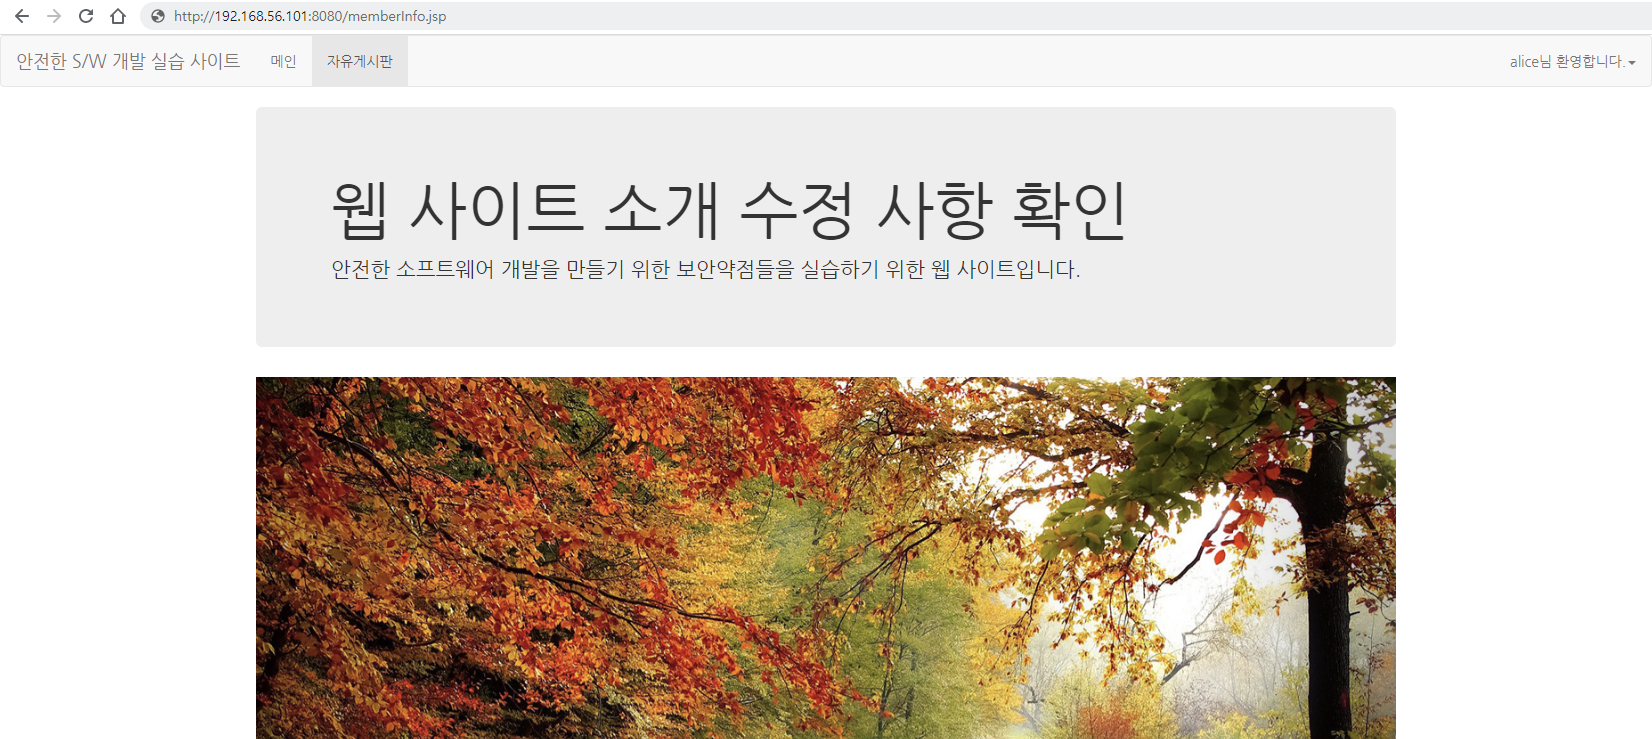 http://192.168.56.101:8080/memberInfo.jsp
안전한 S/W 개발 실습 사이트 메인 자유게시판 alice님 환영합니다.
웹 사이트 소개 수정 사항 확인
안전한 소프트웨어 개발을 만들기 위한 보안약점들을 실습하기 위한 웹 사이트입니다.